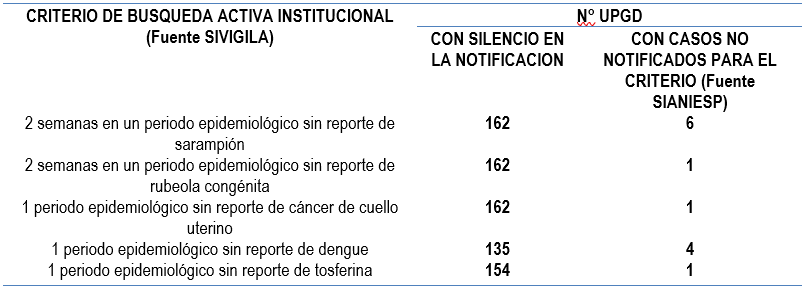 CRITERIO DE BUSQUEDA ACTIVA INSTITUCIONAL
(Fuente SIVIGILA)
N° UPGD
CON SILENCIO EN
LA NOTIFICACION
CON CASOS NO
NOTIFICADOS PARA EL
CRITERIO (Fuente
SIANIESP)
2 semanas en un periodo epidemiológico sin reporte de
sarampión
162
6
2 semanas en un periodo epidemiológico sin reporte de
rubeola congénita
162
1
1 periodo epidemiológico sin reporte de cáncer de cuello
uterino
162
1
1 periodo epidemiológico sin reporte de dengue
135
4
1 periodo epidemiológico sin reporte de tosferina
154
1